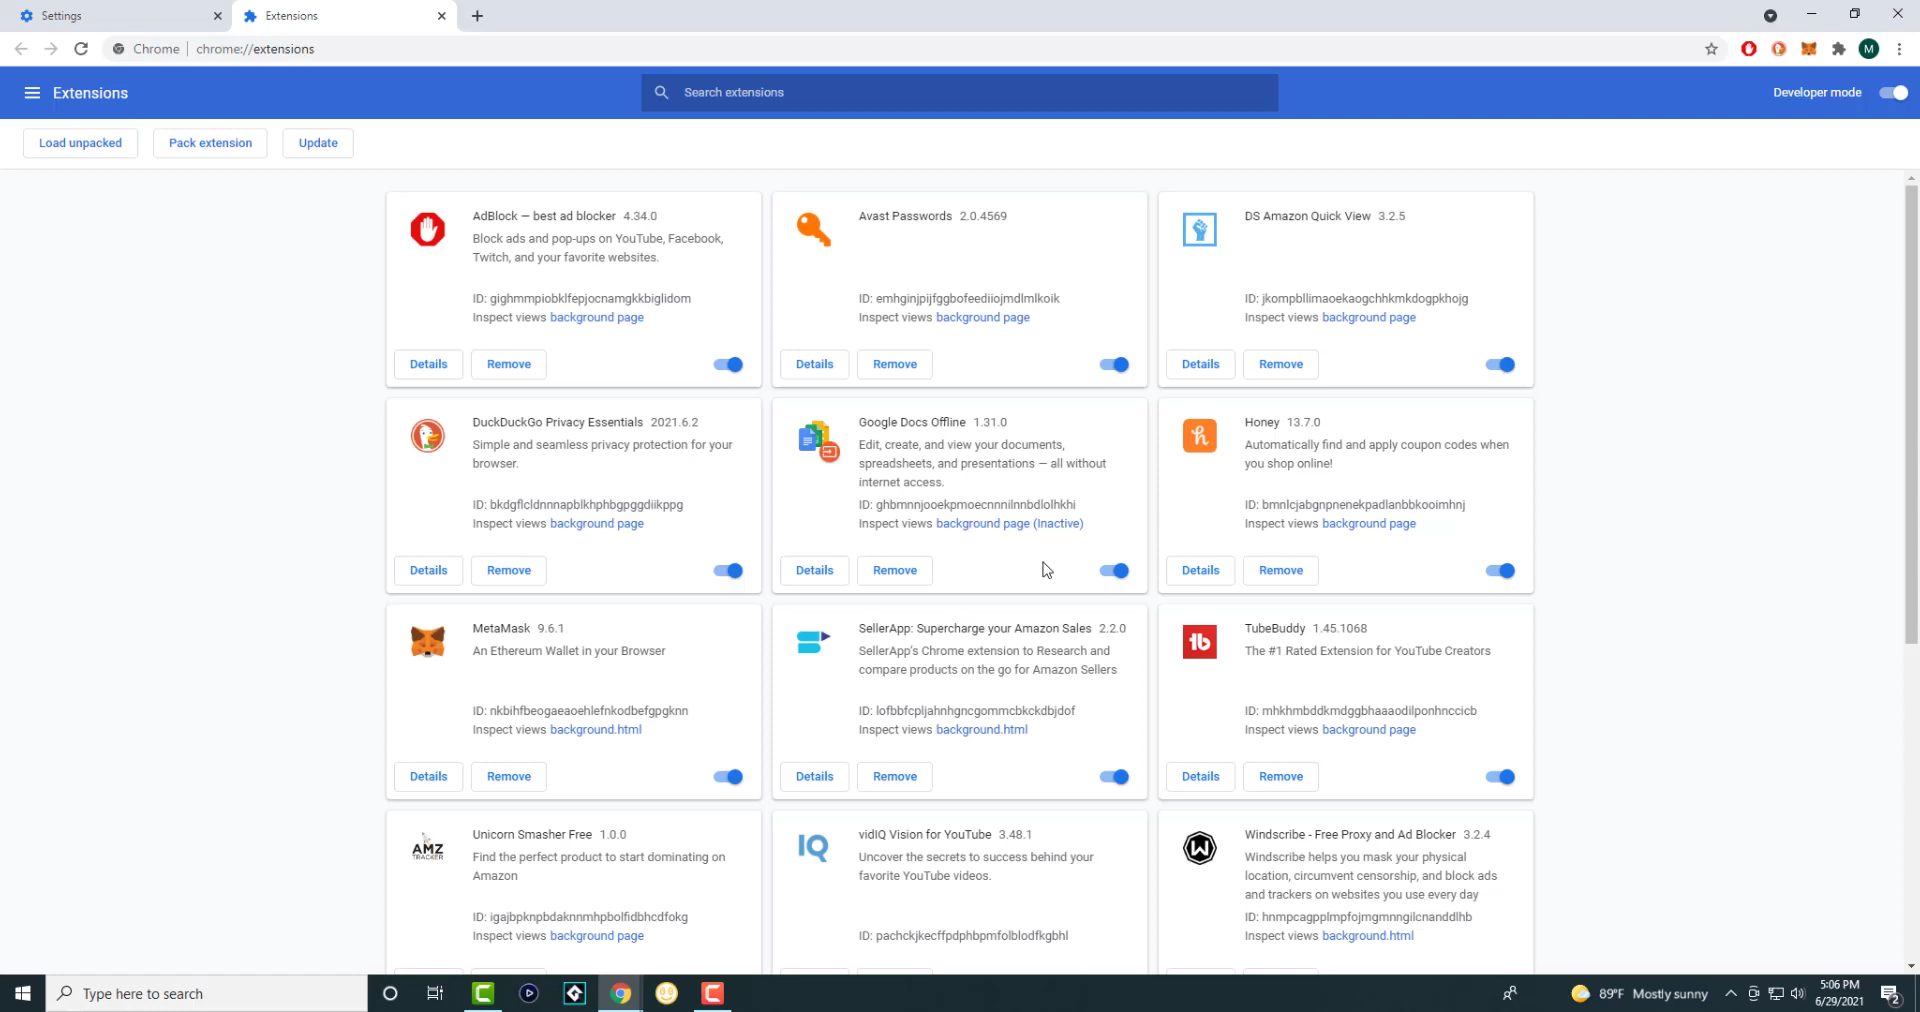 Settings
Extensions
Chrome
chrome://extensions
M
Extensions
Search extensions
Developer mode
Load unpacked
Pack extension
Update
AdBlock — best ad blocker 4.34.0
Block ads and pop-ups on YouTube, Facebook,
Twitch, and your favorite websites.
ID: gighmmpiobklfepjocnamgkkbiglidom
Inspect views background page
Details
Remove
Avast Passwords 2.0.4569
ID: emhginjpijfggbofeediiojmdlmlkoik
Inspect views background page
Details
Remove
DS Amazon Quick View 3.2.5
ID: jkompbllimaoekaogchhkmkdogpkhojg
Inspect views background page
Details
Remove
DuckDuckGo Privacy Essentials 2021.6.2
Simple and seamless privacy protection for your
browser.
ID: bkdgflcldnnnapblkhphbgpggdiikppg
Inspect views background page
Details
Remove
Google Docs Offline 1.31.0
Edit, create, and view your documents,
spreadsheets, and presentations — all without
internet access.
ID: ghbmnnjooekpmoecnnnilnnbdlolhkhi
Inspect views background page (Inactive)
Details
Remove
h
Honey 13.7.0
Automatically find and apply coupon codes when
you shop online!
ID: bmnlcjabgnpnenekpadlanbbkooimhnj
Inspect views background page
Details
Remove
MetaMask 9.6.1
An Ethereum Wallet in your Browser
ID: nkbihfbeogaeaoehlefnkodbefgpgknn
Inspect views background.html
Details
Remove
SellerApp: Supercharge your Amazon Sales 2.2.0
SellerApp's Chrome extension to Research and
compare products on the go for Amazon Sellers
ID: lofbbfcpljahnhgncgommcbkckdbjdof
Inspect views background.html
Details
Remove
tb
TubeBuddy 1.45.1068
The #1 Rated Extension for YouTube Creators
ID: mhkhmbddkmdggbhaaaodilponhnccicb
Inspect views background page
Details
Remove
AMZ
TRACKER
Unicorn Smasher Free 1.0.0
Find the perfect product to start dominating on
Amazon
ID: igajbpknpbdaknnmhpbolfidbhcdfokg
Inspect views background page
IQ
vidIQ Vision for YouTube 3.48.1
Uncover the secrets to success behind your
favorite YouTube videos.
ID: pachckjkecffpdphbpmfolblodfkgbhl
W
Windscribe - Free Proxy and Ad Blocker 3.2.4
Windscribe helps you mask your physical
location, circumvent censorship, and block ads
and trackers on websites you use every day
ID: hnmpcagpplmpfojmgmnngilcnanddlhb
Inspect views background.html
Type here to search
89°F Mostly sunny
5:06 PM
6/29/2021
2